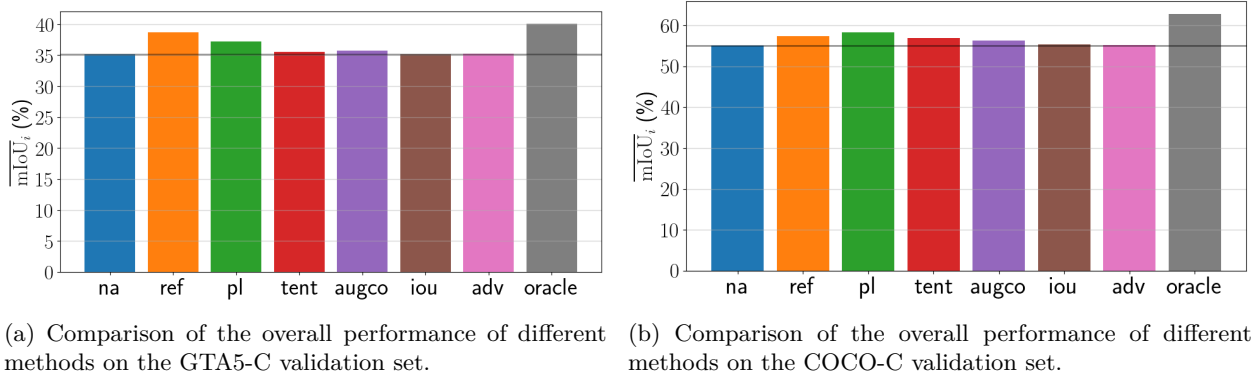 40
35
30
25
20
15
10
5
0
mIoU_i (%)
na ref pl tent augco iou adv oracle
(a) Comparison of the overall performance of different
methods on the GTA5-C validation set.
60
50
40
30
20
10
0
mIoU_i (%)
na ref pl tent augco iou adv oracle
(b) Comparison of the overall performance of different
methods on the COCO-C validation set.